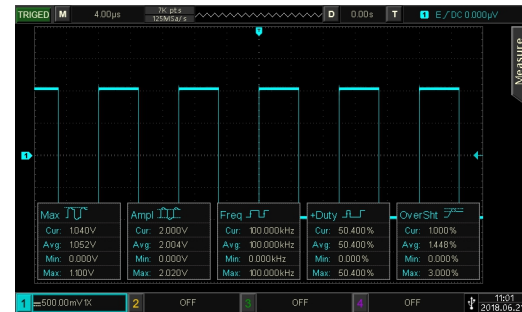 TRIGED M 4.00µs 7K pts 125MSa/s D 0.00s T 1 E ∕ DC 0.000µV
Measure
1
Max Ampl Freq +Duty OverSht
Cur: 1.040V Cur: 2.000V Cur: 100.000kHz Cur: 50.400% Cur: 1.000%
Avg: 1.052V Avg: 2.004V Avg: 100.000kHz Avg: 50.400% Avg: 1.448%
Min: 0.000V Min: 0.000V Min: 0.000kHz Min: 0.000% Min: 0.000%
Max: 1.100V Max: 2.020V Max: 100.000kHz Max: 50.400% Max: 3.000%
1 =500.00mV 1X 2 OFF 3 OFF 4 OFF 11:01
2018.06.21